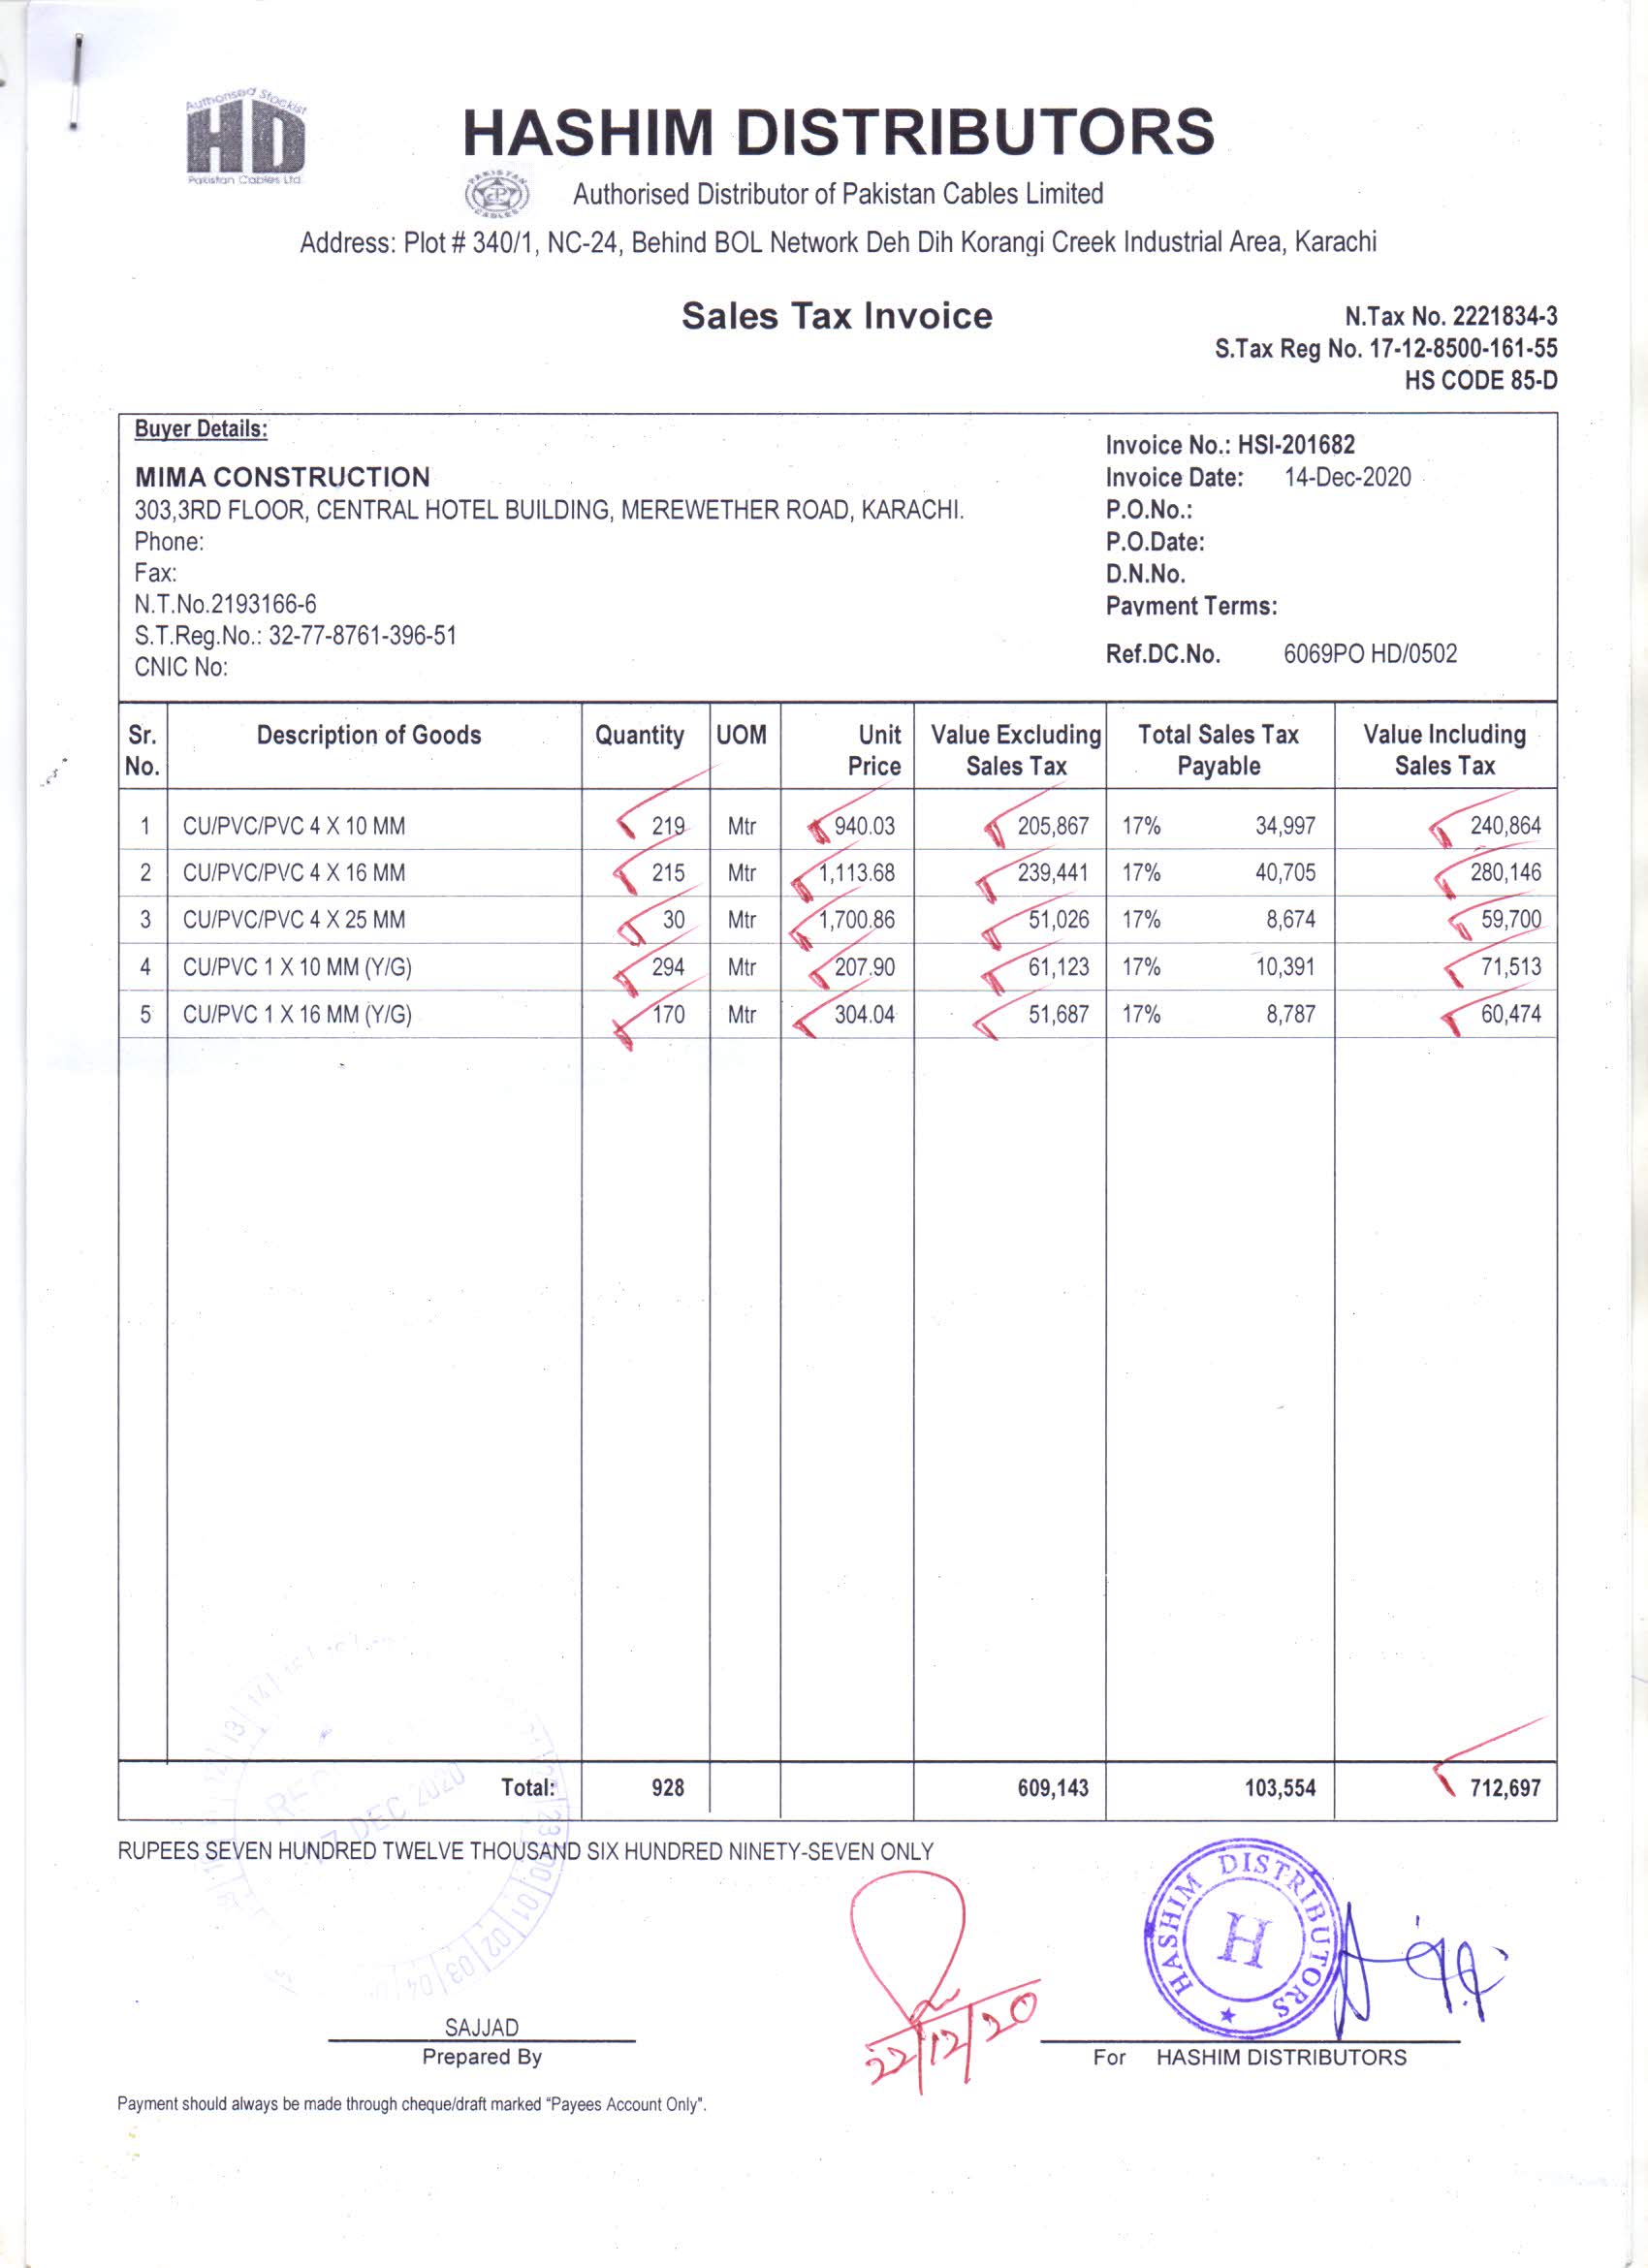 Authorised Stockist
HD
Pakistan Cables Ltd
HASHIM DISTRIBUTORS
PAKISTAN CABLES
Authorised Distributor of Pakistan Cables Limited
Address: Plot # 340/1, NC-24, Behind BOL Network Deh Dih Korangi Creek Industrial Area, Karachi
Sales Tax Invoice
N.Tax No. 2221834-3
S.Tax Reg No. 17-12-8500-161-55
HS CODE 85-D
Buyer Details:
MIMA CONSTRUCTION
303,3RD FLOOR, CENTRAL HOTEL BUILDING, MEREWETHER ROAD, KARACHI.
Phone:
Fax:
N.T.No.2193166-6
S.T.Reg.No.: 32-77-8761-396-51
CNIC No:
Invoice No.: HSI-201682
Invoice Date: 14-Dec-2020
P.O.No.:
P.O.Date:
D.N.No.
Payment Terms:
Ref.DC.No. 6069PO HD/0502
Sr. No. Description of Goods Quantity UOM Unit Price Value Excluding Sales Tax Total Sales Tax Payable Value Including Sales Tax
1 CU/PVC/PVC 4 X 10 MM 219 Mtr 940.03 205,867 17% 34,997 240,864
2 CU/PVC/PVC 4 X 16 MM 215 Mtr 1,113.68 239,441 17% 40,705 280,146
3 CU/PVC/PVC 4 X 25 MM 30 Mtr 1,700.86 51,026 17% 8,674 59,700
4 CU/PVC 1 X 10 MM (Y/G) 294 Mtr 207.90 61,123 17% 10,391 71,513
5 CU/PVC 1 X 16 MM (Y/G) 170 Mtr 304.04 51,687 17% 8,787 60,474
Total: 928 609,143 103,554 712,697
DEC 2020
RUPEES SEVEN HUNDRED TWELVE THOUSAND SIX HUNDRED NINETY-SEVEN ONLY
HASHIM DISTRIBUTORS
H
22/12/20
SAJJAD
Prepared By
For HASHIM DISTRIBUTORS
Payment should always be made through cheque/draft marked "Payees Account Only".